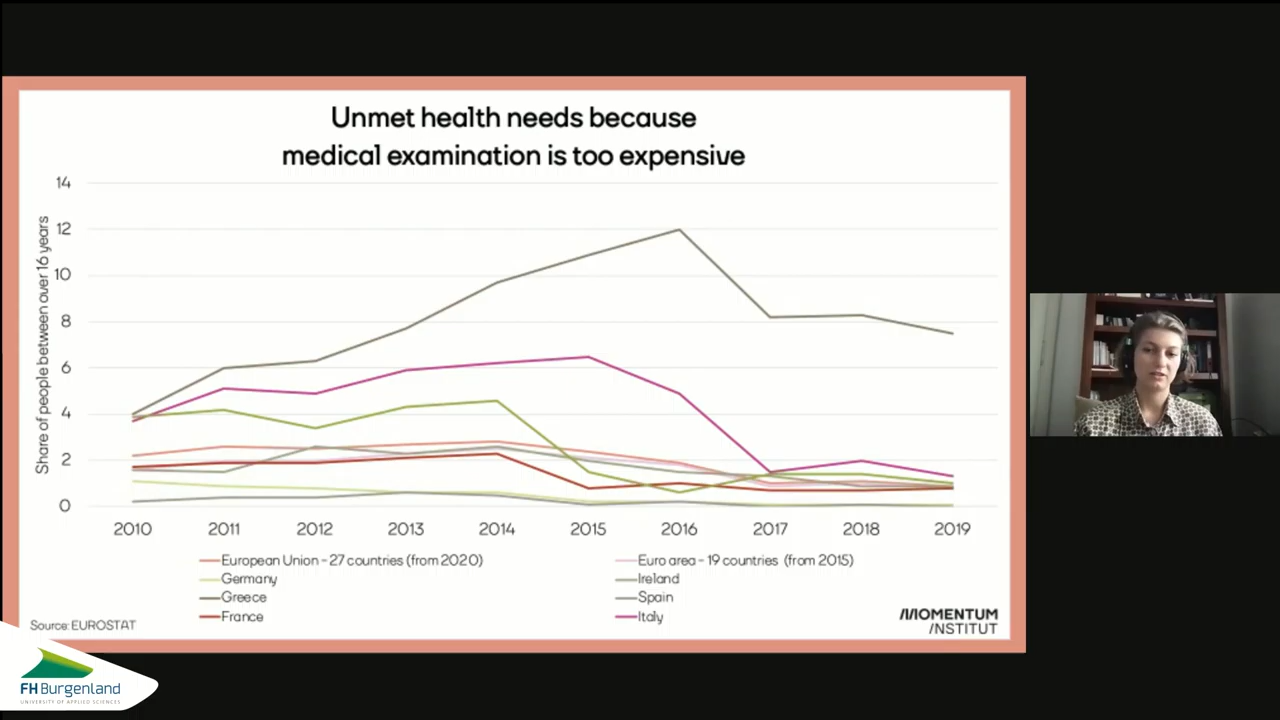 Unmet health needs because
medical examination is too expensive
Share of people between over 16 years
14
12
10
8
6
4
2
0
2010 2011 2012 2013 2014 2015 2016 2017 2018 2019
European Union - 27 countries (from 2020)
Euro area - 19 countries (from 2015)
Germany
Ireland
Greece
Spain
France
Italy
Source: EUROSTAT
MOMENTUM
INSTITUT
FH Burgenland
UNIVERSITY OF APPLIED SCIENCES